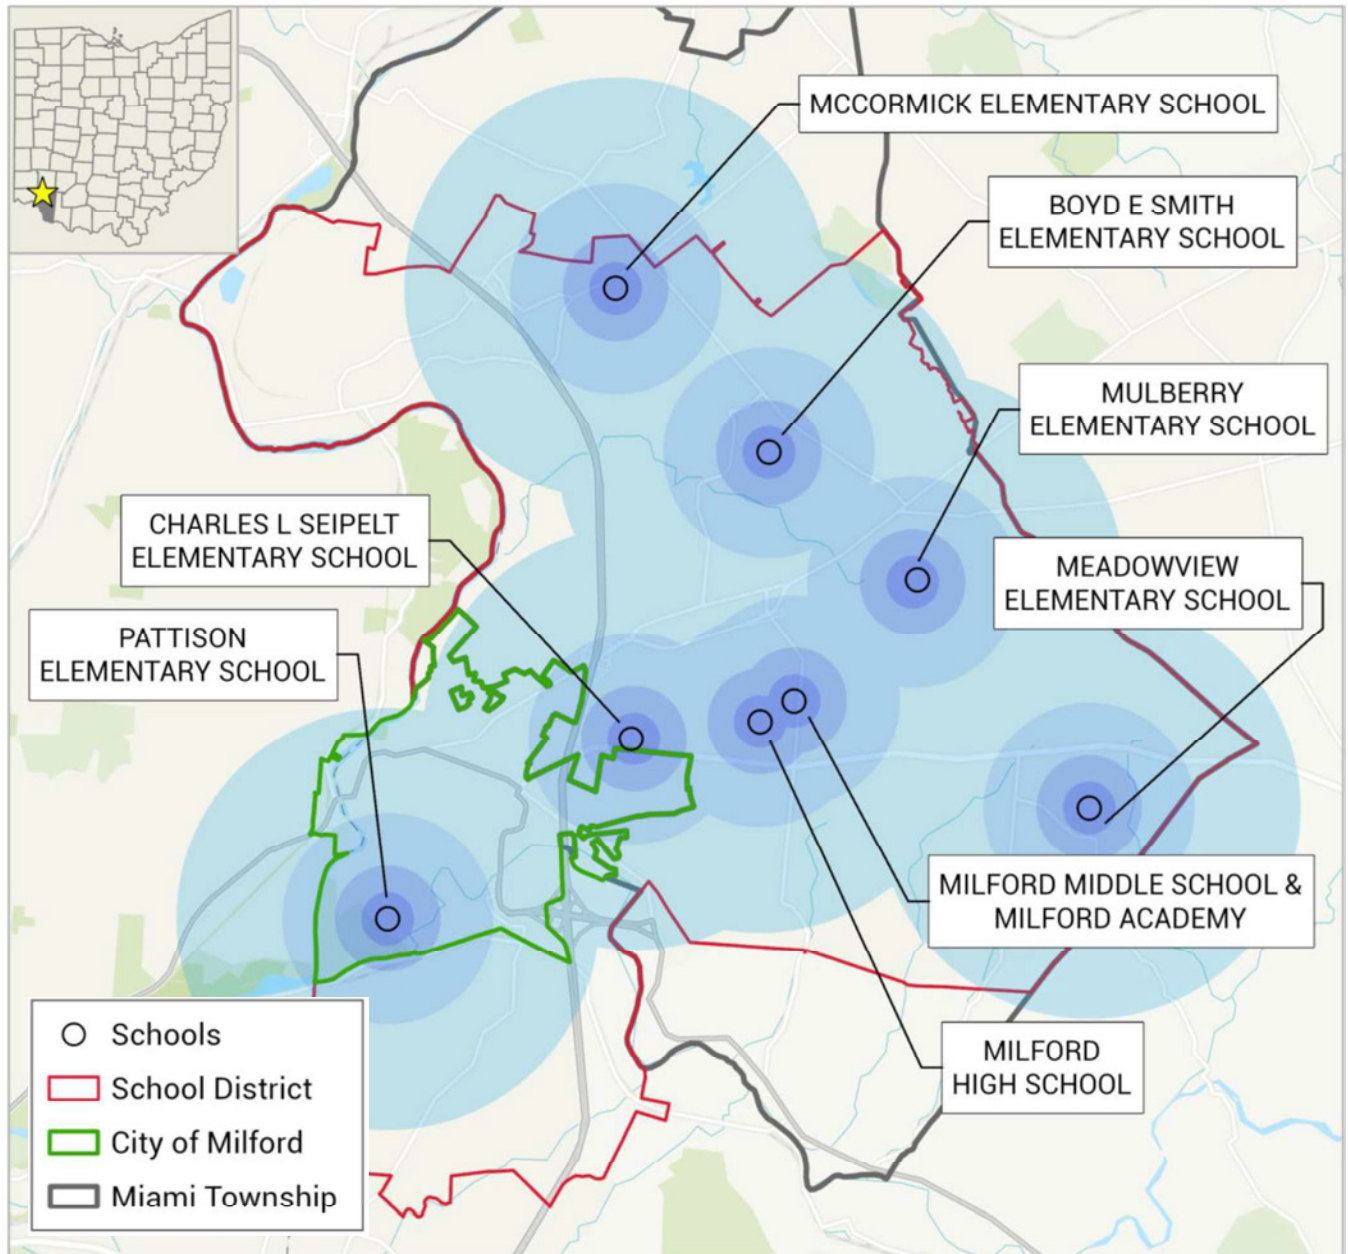 MCCORMICK ELEMENTARY SCHOOL
BOYD E SMITH
ELEMENTARY SCHOOL
MULBERRY
ELEMENTARY SCHOOL
CHARLES L SEIPELT
ELEMENTARY SCHOOL
MEADOWVIEW
ELEMENTARY SCHOOL
PATTISON
ELEMENTARY SCHOOL
MILFORD MIDDLE SCHOOL &
MILFORD ACADEMY
MILFORD
HIGH SCHOOL
Schools
School District
City of Milford
Miami Township